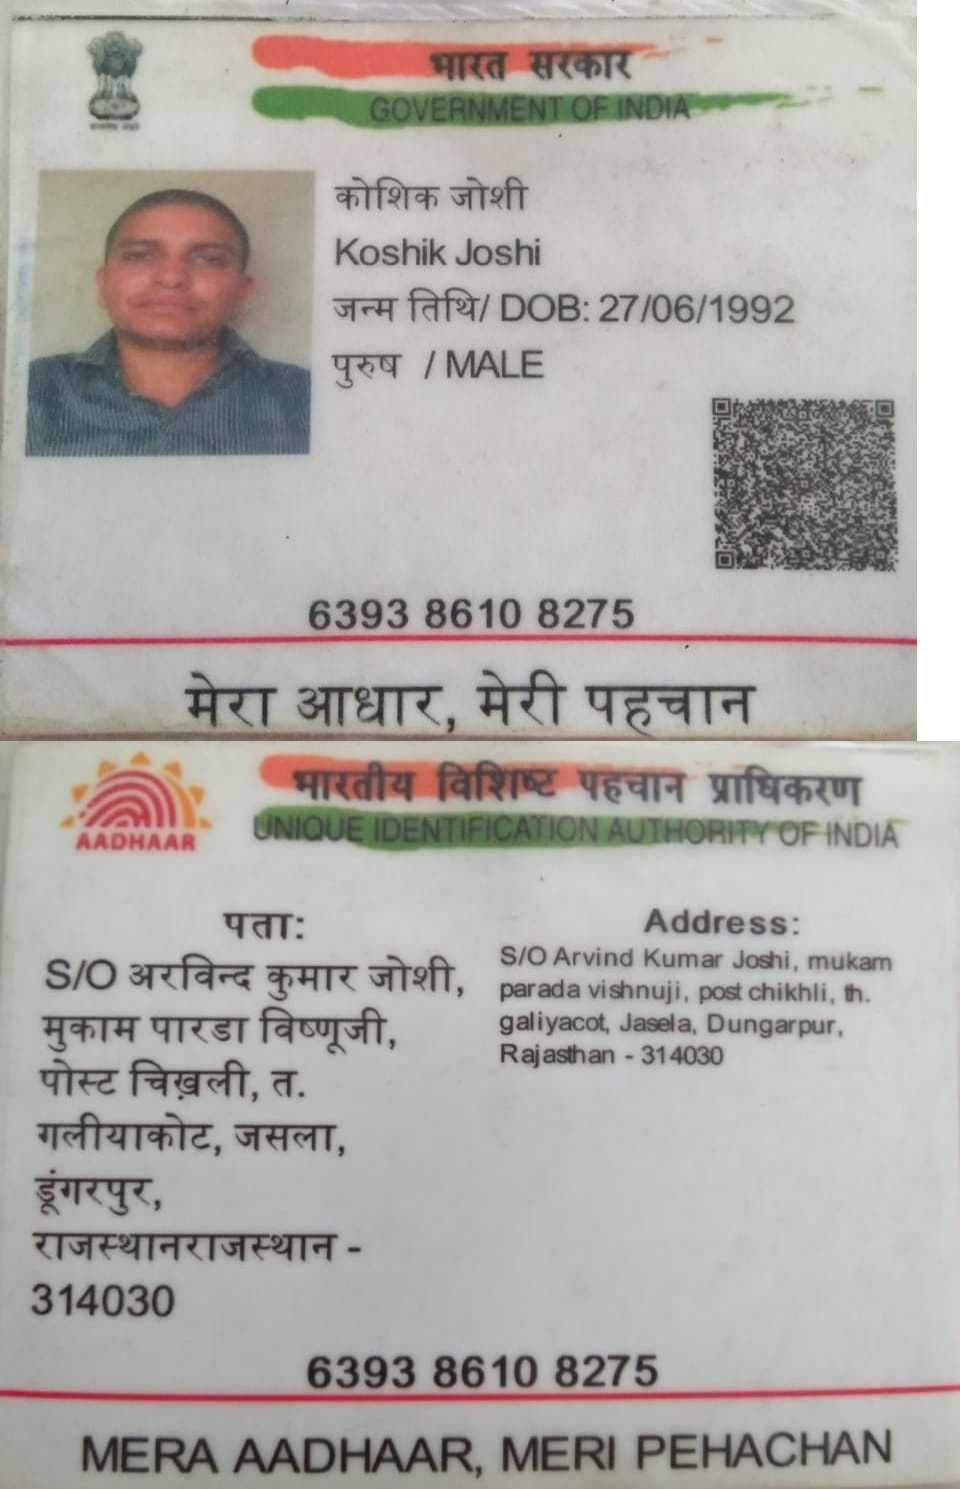 भारत सरकार
GOVERNMENT OF INDIA
कोशिक जोशी
Koshik Joshi
जन्म तिथि/ DOB: 27/06/1992
पुरुष / MALE
6393 8610 8275
मेरा आधार, मेरी पहचान
भारतीय विशिष्ट पहचान प्राधिकरण
UNIQUE IDENTIFICATION AUTHORITY OF INDIA
AADHAAR
पता:
S/O अरविन्द कुमार जोशी,
मुकाम पारडा विष्णूजी,
पोस्ट चिख़ली, त.
गलीयाकोट, जसला,
डूंगरपुर,
राजस्थानराजस्थान -
314030
Address:
S/O Arvind Kumar Joshi, mukam
parada vishnuji, post chikhli, th.
galiyacot, Jasela, Dungarpur,
Rajasthan - 314030
6393 8610 8275
MERA AADHAAR, MERI PEHACHAN